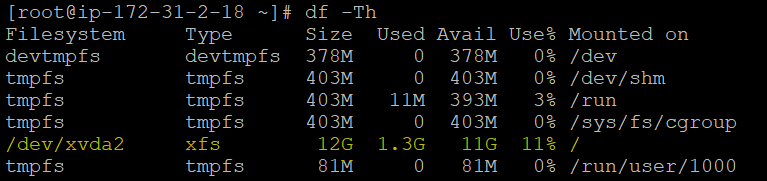 [root@ip-172-31-2-18 ~]# df -Th
Filesystem     Type      Size  Used Avail Use% Mounted on
devtmpfs       devtmpfs  378M     0  378M   0% /dev
tmpfs          tmpfs     403M     0  403M   0% /dev/shm
tmpfs          tmpfs     403M   11M  393M   3% /run
tmpfs          tmpfs     403M     0  403M   0% /sys/fs/cgroup
/dev/xvda2     xfs        12G  1.3G   11G  11% /
tmpfs          tmpfs      81M     0   81M   0% /run/user/1000